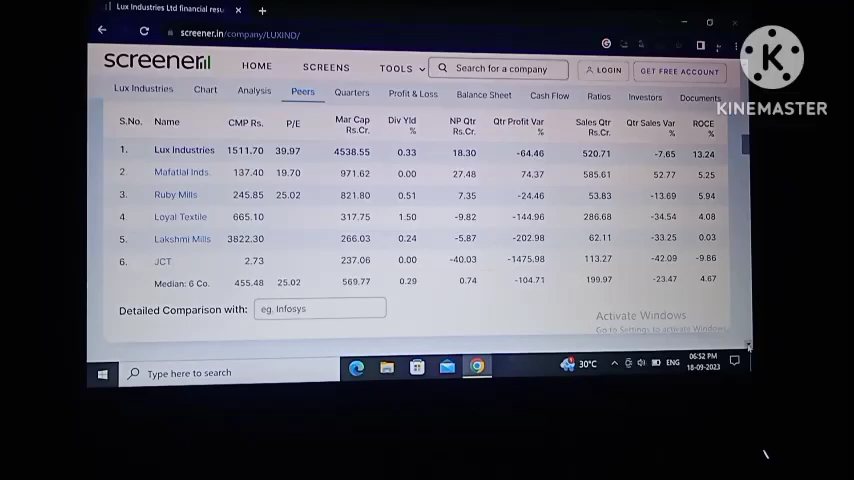 Lux Industries Ltd financial resu
screener.in/company/LUXIND/
screener HOME SCREENS TOOLS Search for a company LOGIN GET FREE ACCOUNT
KINEMASTER
Lux Industries Chart Analysis Peers Quarters Profit & Loss Balance Sheet Cash Flow Ratios Investors Documents
S.No. Name CMP Rs. P/E Mar Cap Rs.Cr. Div Yld % NP Qtr Rs.Cr. Qtr Profit Var % Sales Qtr Rs.Cr. Qtr Sales Var % ROCE %
1. Lux Industries 1511.70 39.97 4538.55 0.33 18.30 -64.46 520.71 -7.65 13.24
2. Mafatlal Inds. 137.40 19.70 971.62 0.00 27.48 74.37 585.61 52.77 5.25
3. Ruby Mills 245.85 25.02 821.80 0.51 7.35 -24.46 53.83 -13.69 5.94
4. Loyal Textile 665.10 317.75 1.50 -9.82 -144.96 286.68 -34.54 4.08
5. Lakshmi Mills 3822.30 266.03 0.24 -5.87 -202.98 62.11 -33.25 0.03
6. JCT 2.73 237.06 0.00 -40.03 -1475.98 113.27 -42.09 -9.86
Median: 6 Co. 455.48 25.02 569.77 0.29 0.74 -104.71 199.97 -23.47 4.67
Detailed Comparison with: eg. Infosys
Activate Windows
Go to Settings to activate Windows.
Type here to search 30°C ENG 06:52 PM
18-09-2023